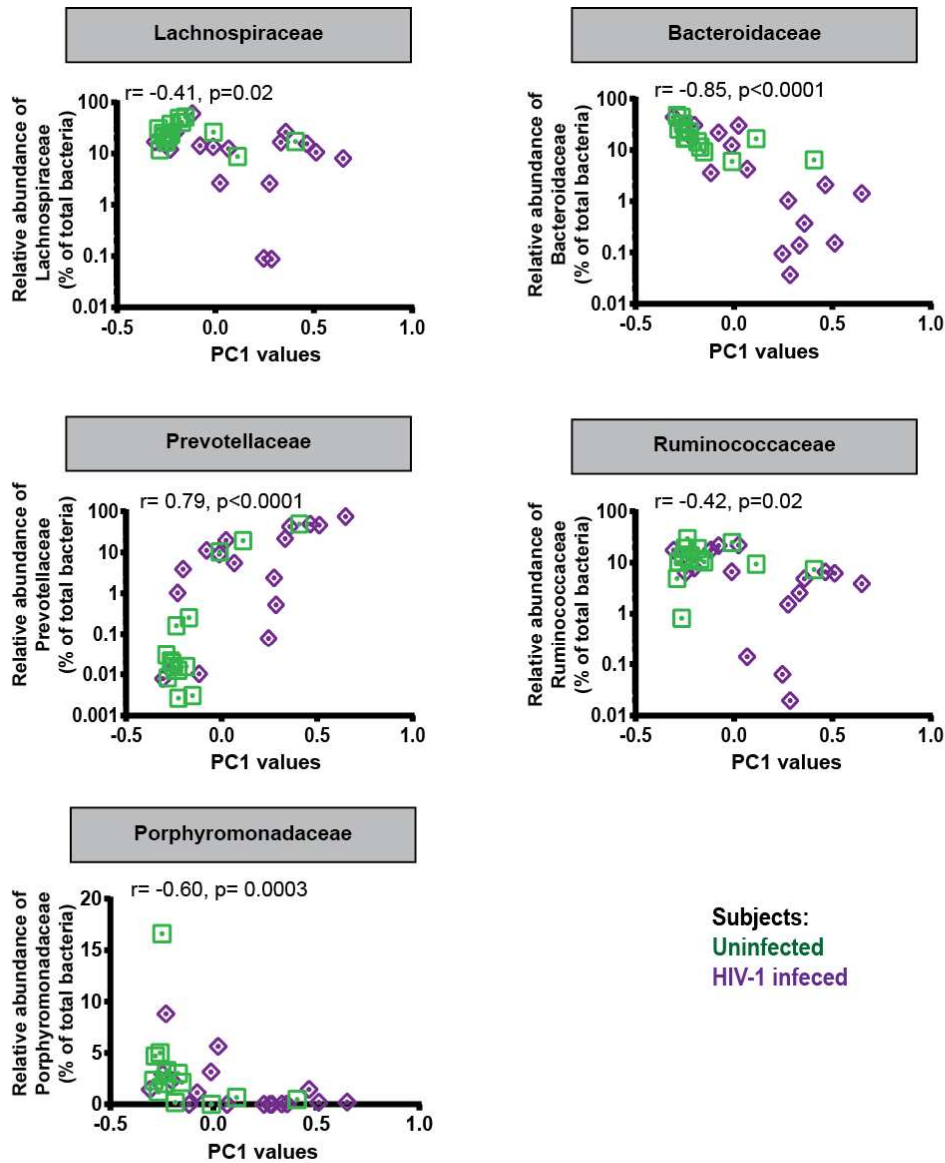 Lachnospiraceae
r= -0.41, p=0.02
Relative abundance of
Lachnospiraceae
(% of total bacteria)
100
10
1
0.1
0.01
-0.5
0.0
0.5
1.0
PC1 values
Bacteroidaceae
r= -0.85, p<0.0001
Relative abundance of
Bacteroidaceae
(% of total bacteria)
100
10
1
0.1
0.01
-0.5
0.0
0.5
1.0
PC1 values
Prevotellaceae
r= 0.79, p<0.0001
Relative abundance of
Prevotellaceae
(% of total bacteria)
100
10
1
0.1
0.01
0.001
-0.5
0.0
0.5
1.0
PC1 values
Ruminococcaceae
r= -0.42, p=0.02
Relative abundance of
Ruminococcaceae
(% of total bacteria)
100
10
1
0.1
0.01
-0.5
0.0
0.5
1.0
PC1 values
Porphyromonadaceae
r= -0.60, p= 0.0003
Relative abundance of
Porphyromonadaceae
(% of total bacteria)
20
15
10
5
0
-0.5
0.0
0.5
1.0
PC1 values
Subjects:
Uninfected
HIV-1 infeced